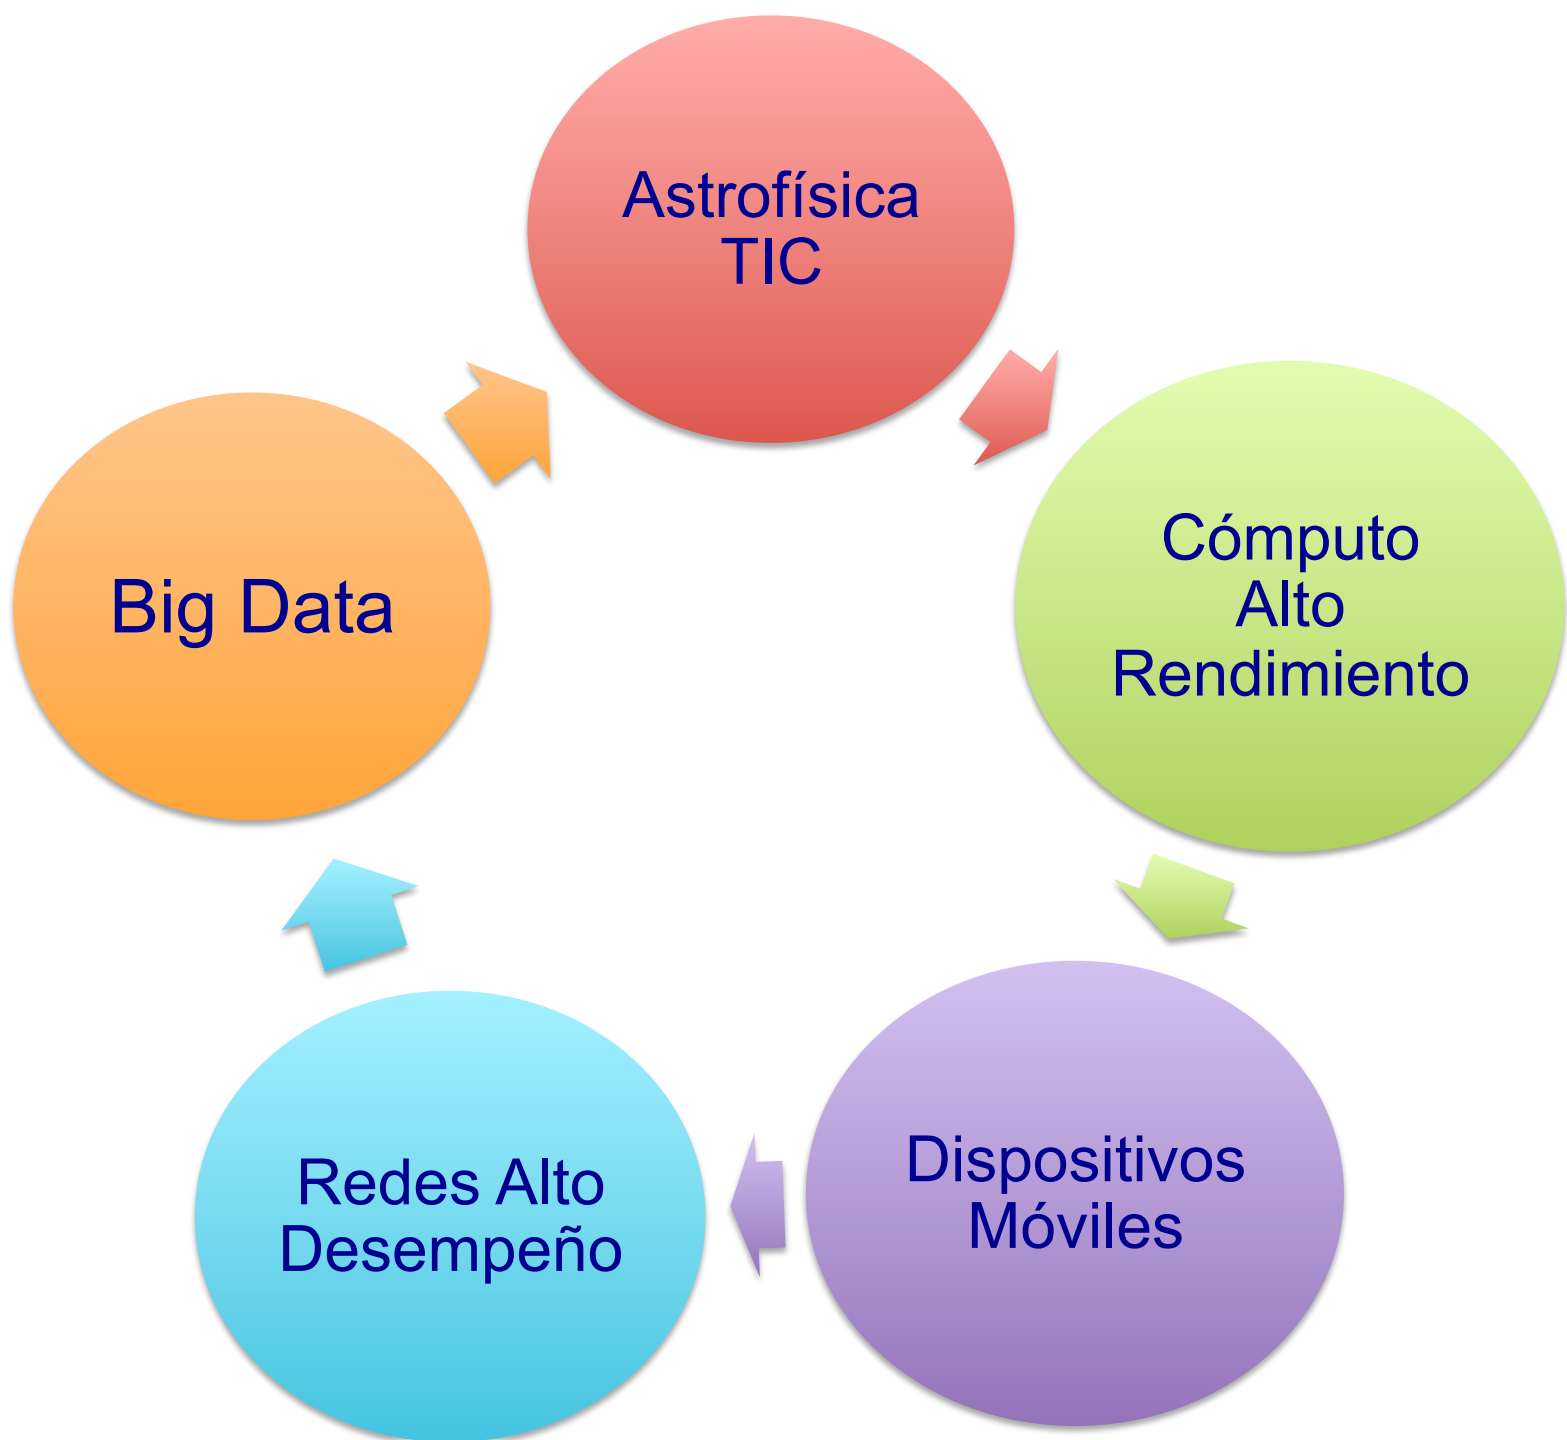 Astrofísica
TIC
Cómputo
Alto
Rendimiento
Dispositivos
Móviles
Redes Alto
Desempeño
Big Data